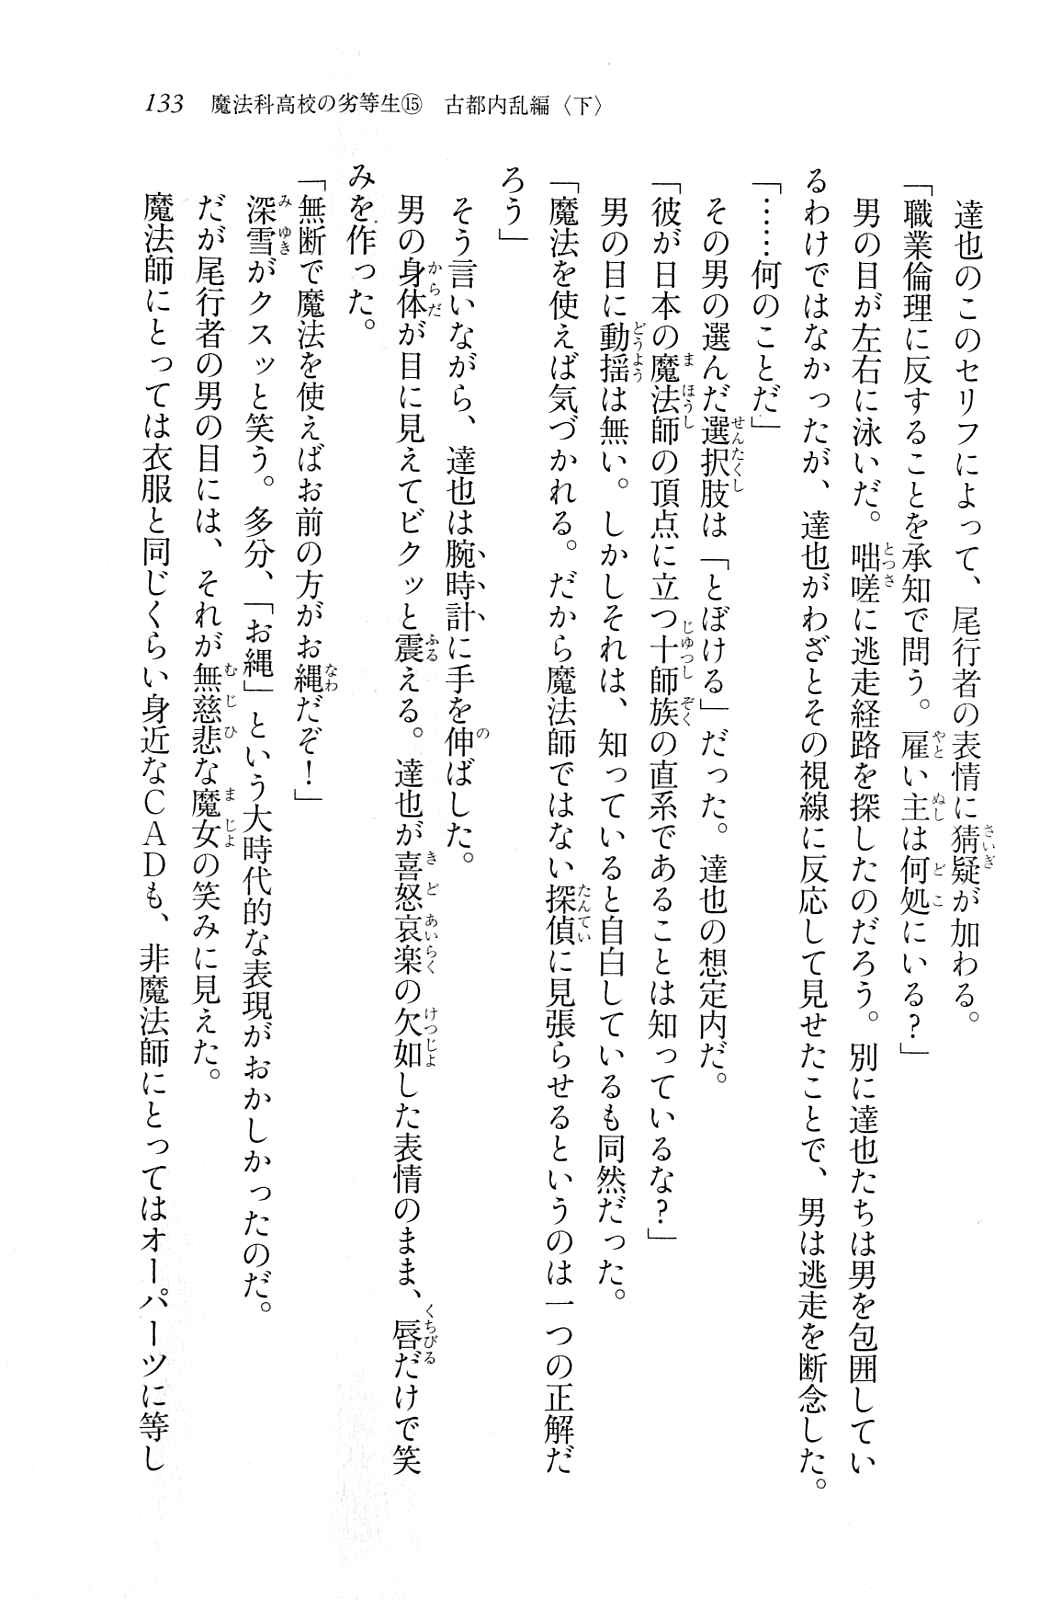 133 魔法科高校の劣等生⑮ 古都内乱編〈下〉
達也のこのセリフによって、尾行者の表情に猜疑が加わる。
「職業倫理に反することを承知で問う。雇い主は何処にいる？」
男の目が左右に泳いだ。咄嗟に逃走経路を探したのだろう。別に達也たちは男を包囲してい
るわけではなかったが、達也がわざとその視線に反応して見せたことで、男は逃走を断念した。
「……何のことだ」
その男の選んだ選択肢は「とぼける」だった。達也の想定内だ。
「彼が日本の魔法師の頂点に立つ十師族の直系であることは知っているな？」
男の目に動揺は無い。しかしそれは、知っていると自白しているも同然だった。
「魔法を使えば気づかれる。だから魔法師ではない探偵に見張らせるというのは一つの正解だ
ろう」
そう言いながら、達也は腕時計に手を伸ばした。
男の身体が目に見えてビクッと震える。達也が喜怒哀楽の欠如した表情のまま、唇だけで笑
みを作った。
「無断で魔法を使えばお前の方がお縄だぞ！」
深雪がクスッと笑う。多分、「お縄」という大時代的な表現がおかしかったのだ。
だが尾行者の男の目には、それが無慈悲な魔女の笑みに見えた。
魔法師にとっては衣服と同じくらい身近なＣＡＤも、非魔法師にとってはオーパーツに等し